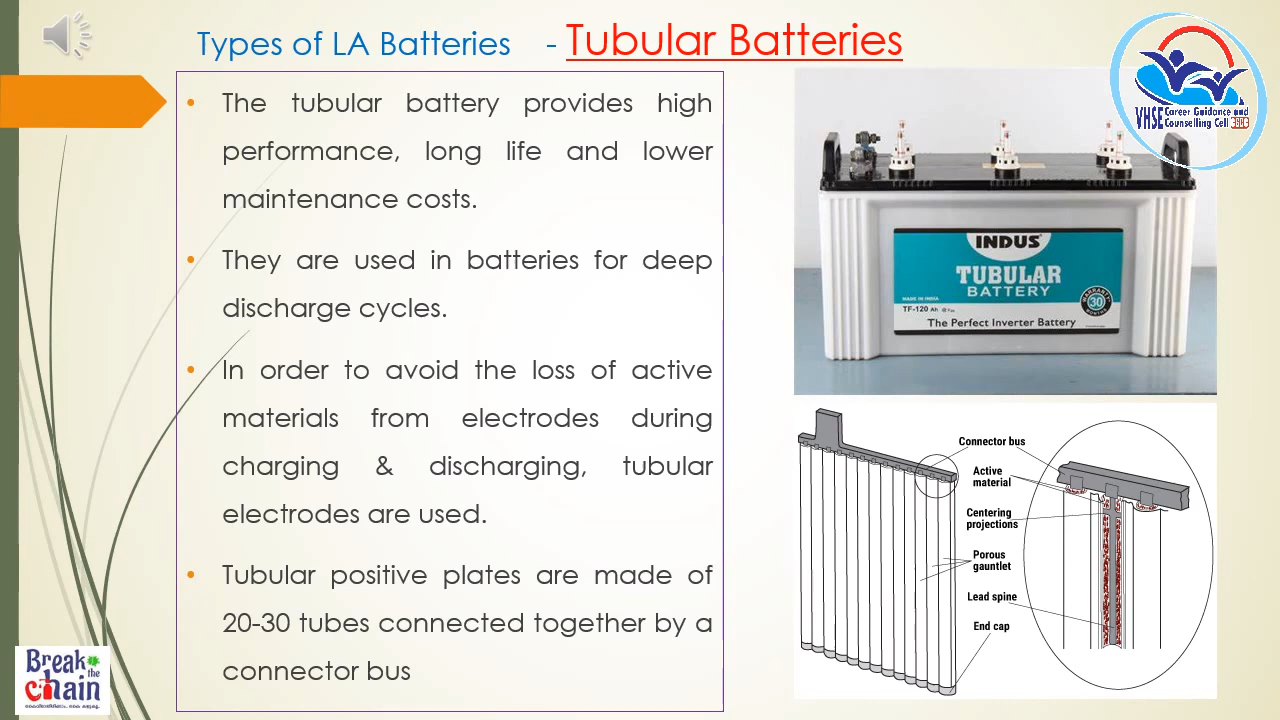 Types of LA Batteries - Tubular Batteries
• The tubular battery provides high
performance, long life and lower
maintenance costs.
• They are used in batteries for deep
discharge cycles.
• In order to avoid the loss of active
materials from electrodes during
charging & discharging, tubular
electrodes are used.
• Tubular positive plates are made of
20-30 tubes connected together by a
connector bus
VHSE Career Guidance and
Counselling Cell
INDUS
TUBULAR
BATTERY
MADE IN INDIA
TF-120 Ah
WARRANTY
30
MONTHS
The Perfect Inverter Battery
Connector bus
Active
material
Centering
projections
Porous
gauntlet
Lead spine
End cap
Break
the
chain